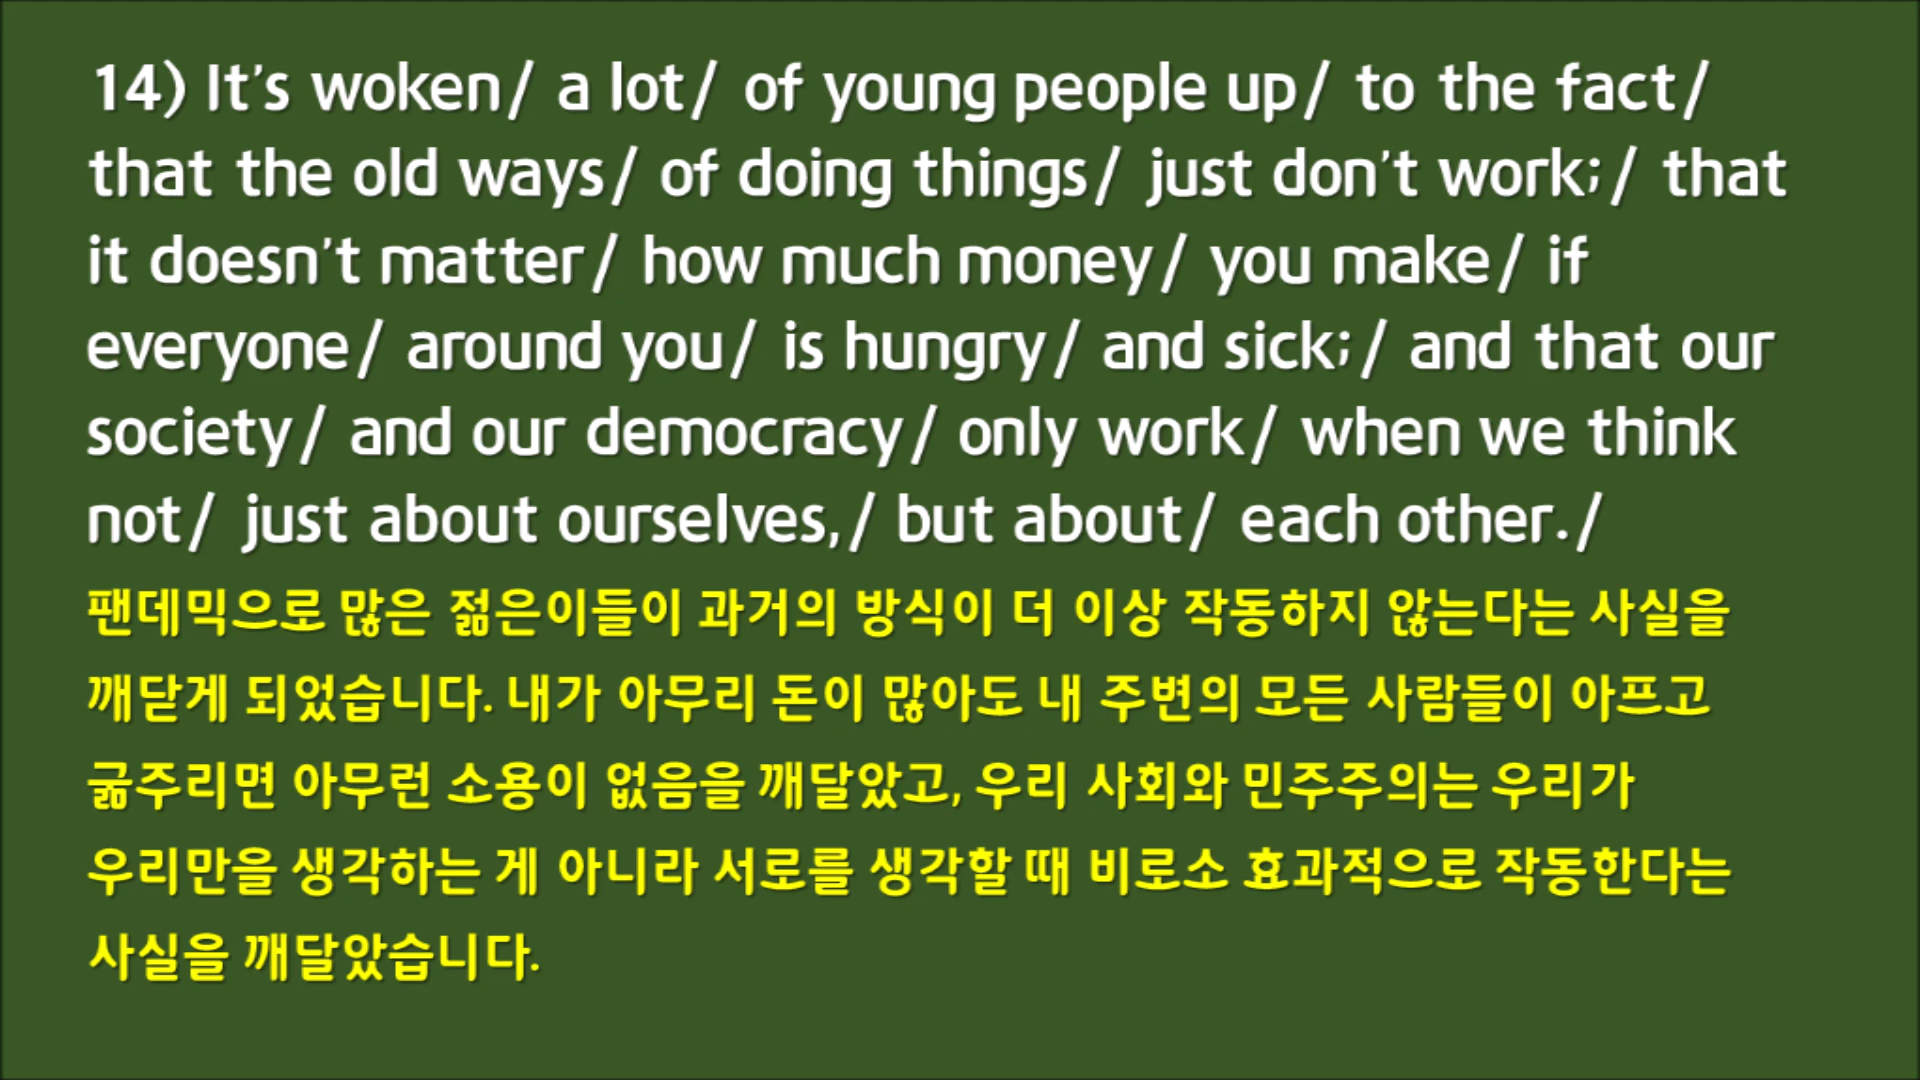 14) It's woken/ a lot/ of young people up/ to the fact/
that the old ways/ of doing things/ just don't work;/ that
it doesn't matter/ how much money/ you make/ if
everyone/ around you/ is hungry/ and sick;/ and that our
society/ and our democracy/ only work/ when we think
not/ just about ourselves,/ but about/ each other./
팬데믹으로 많은 젊은이들이 과거의 방식이 더 이상 작동하지 않는다는 사실을
깨닫게 되었습니다. 내가 아무리 돈이 많아도 내 주변의 모든 사람들이 아프고
굶주리면 아무런 소용이 없음을 깨달았고, 우리 사회와 민주주의는 우리가
우리만을 생각하는 게 아니라 서로를 생각할 때 비로소 효과적으로 작동한다는
사실을 깨달았습니다.